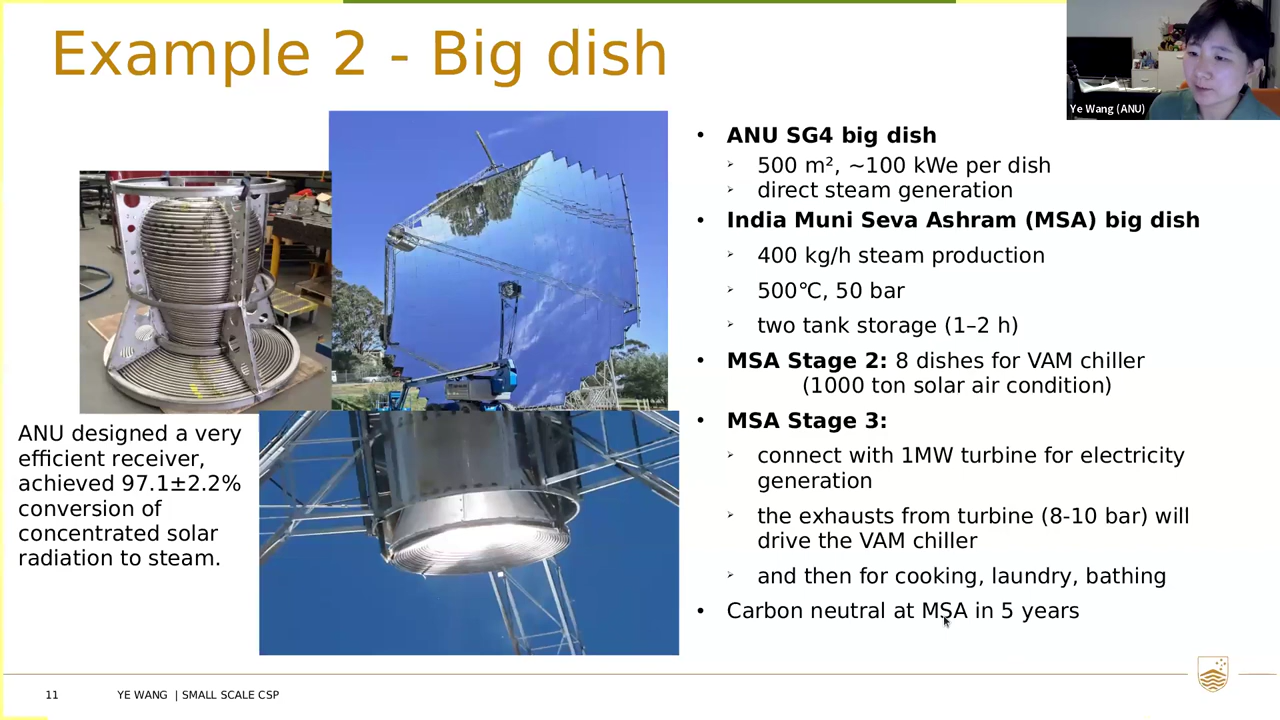 Example 2 - Big dish
Ye Wang (ANU)
• ANU SG4 big dish
500 m², ~100 kWe per dish
direct steam generation
• India Muni Seva Ashram (MSA) big dish
400 kg/h steam production
500℃, 50 bar
two tank storage (1–2 h)
• MSA Stage 2: 8 dishes for VAM chiller
(1000 ton solar air condition)
• MSA Stage 3:
connect with 1MW turbine for electricity
generation
the exhausts from turbine (8-10 bar) will
drive the VAM chiller
and then for cooking, laundry, bathing
• Carbon neutral at MSA in 5 years
ANU designed a very
efficient receiver,
achieved 97.1±2.2%
conversion of
concentrated solar
radiation to steam.
11
YE WANG | SMALL SCALE CSP